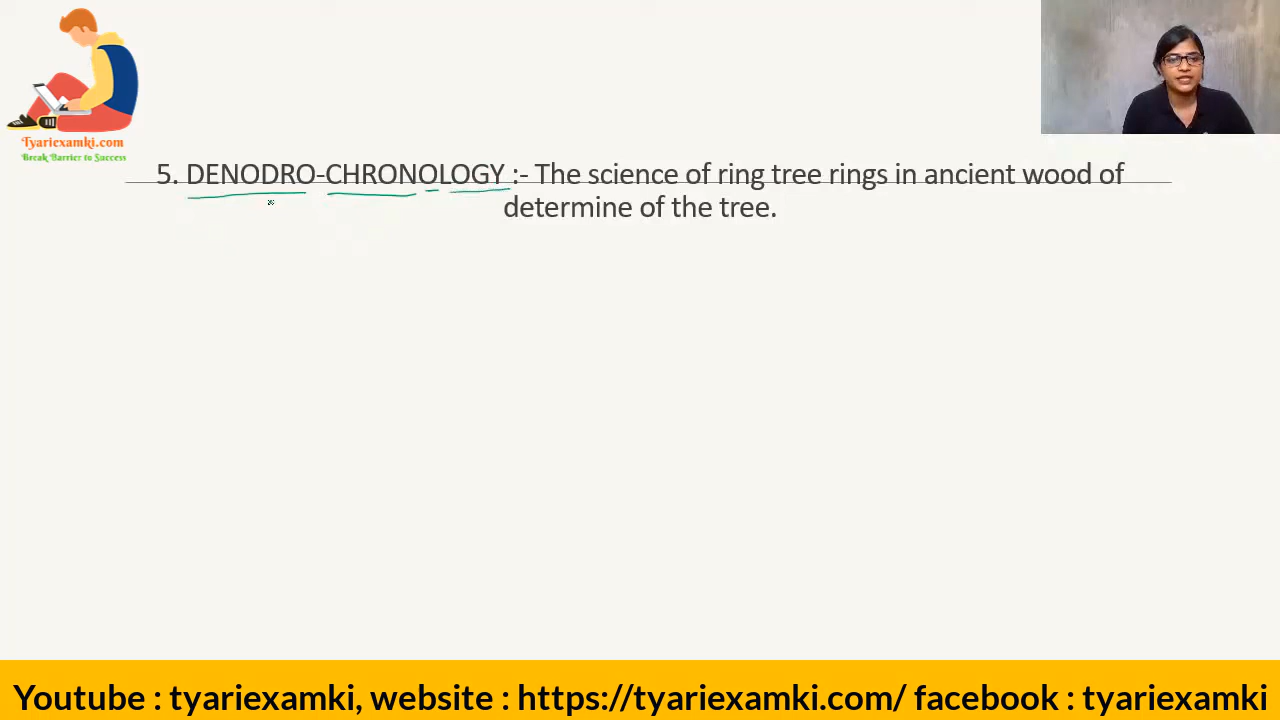 Tyariexamki.com
Break Barrier to Success
5. DENODRO-CHRONOLOGY :- The science of ring tree rings in ancient wood of
determine of the tree.
Youtube : tyariexamki, website : https://tyariexamki.com/ facebook : tyariexamki